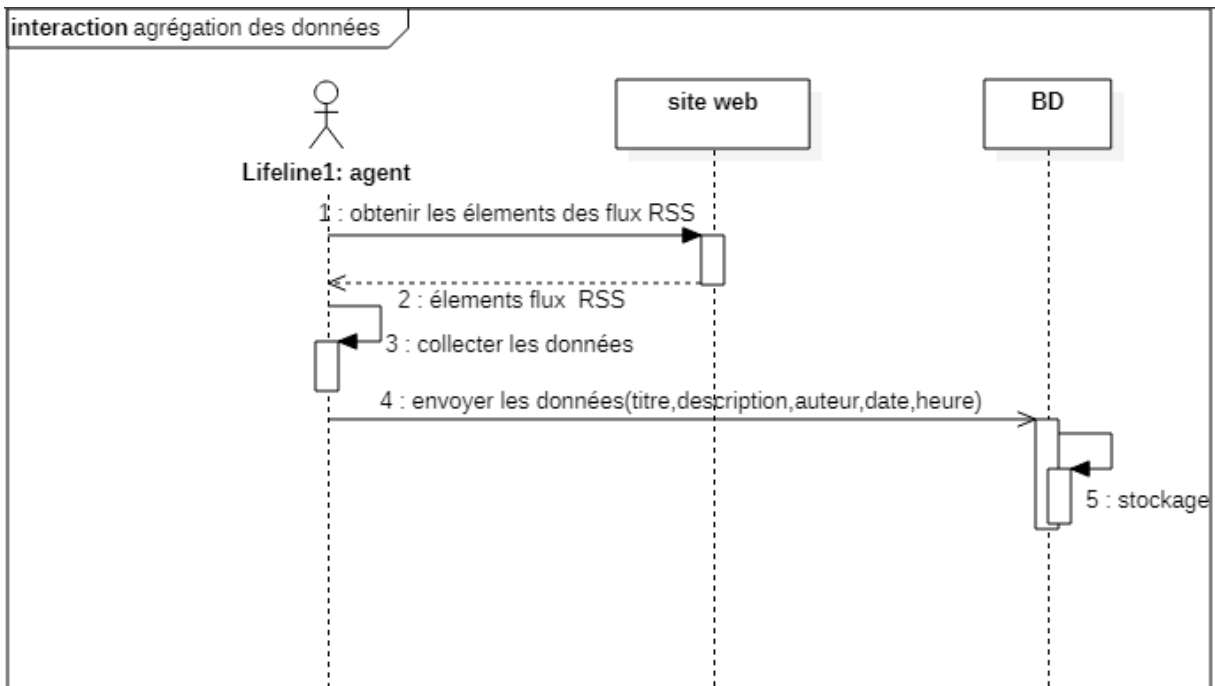 interaction agrégation des données
site web
BD
Lifeline1: agent
1 : obtenir les élements des flux RSS
2 : élements flux RSS
3 : collecter les données
4 : envoyer les données(titre,description,auteur,date,heure)
5 : stockage